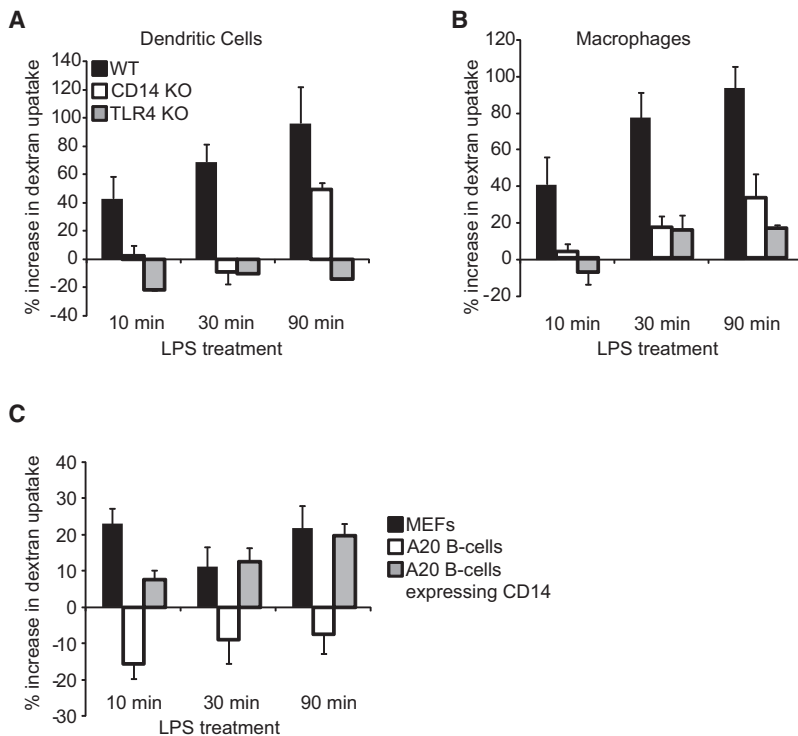 A
Dendritic Cells
% increase in dextran upatake
140
120
100
80
60
40
20
0
-20
-40
WT
CD14 KO
TLR4 KO
10 min
30 min
90 min
LPS treatment
B
Macrophages
% increase in dextran upatake
120
100
80
60
40
20
0
-20
10 min
30 min
90 min
LPS treatment
C
% increase in dextran upatake
40
30
20
10
0
-10
-20
-30
10 min
30 min
90 min
LPS treatment
MEFs
A20 B-cells
A20 B-cells
expressing CD14